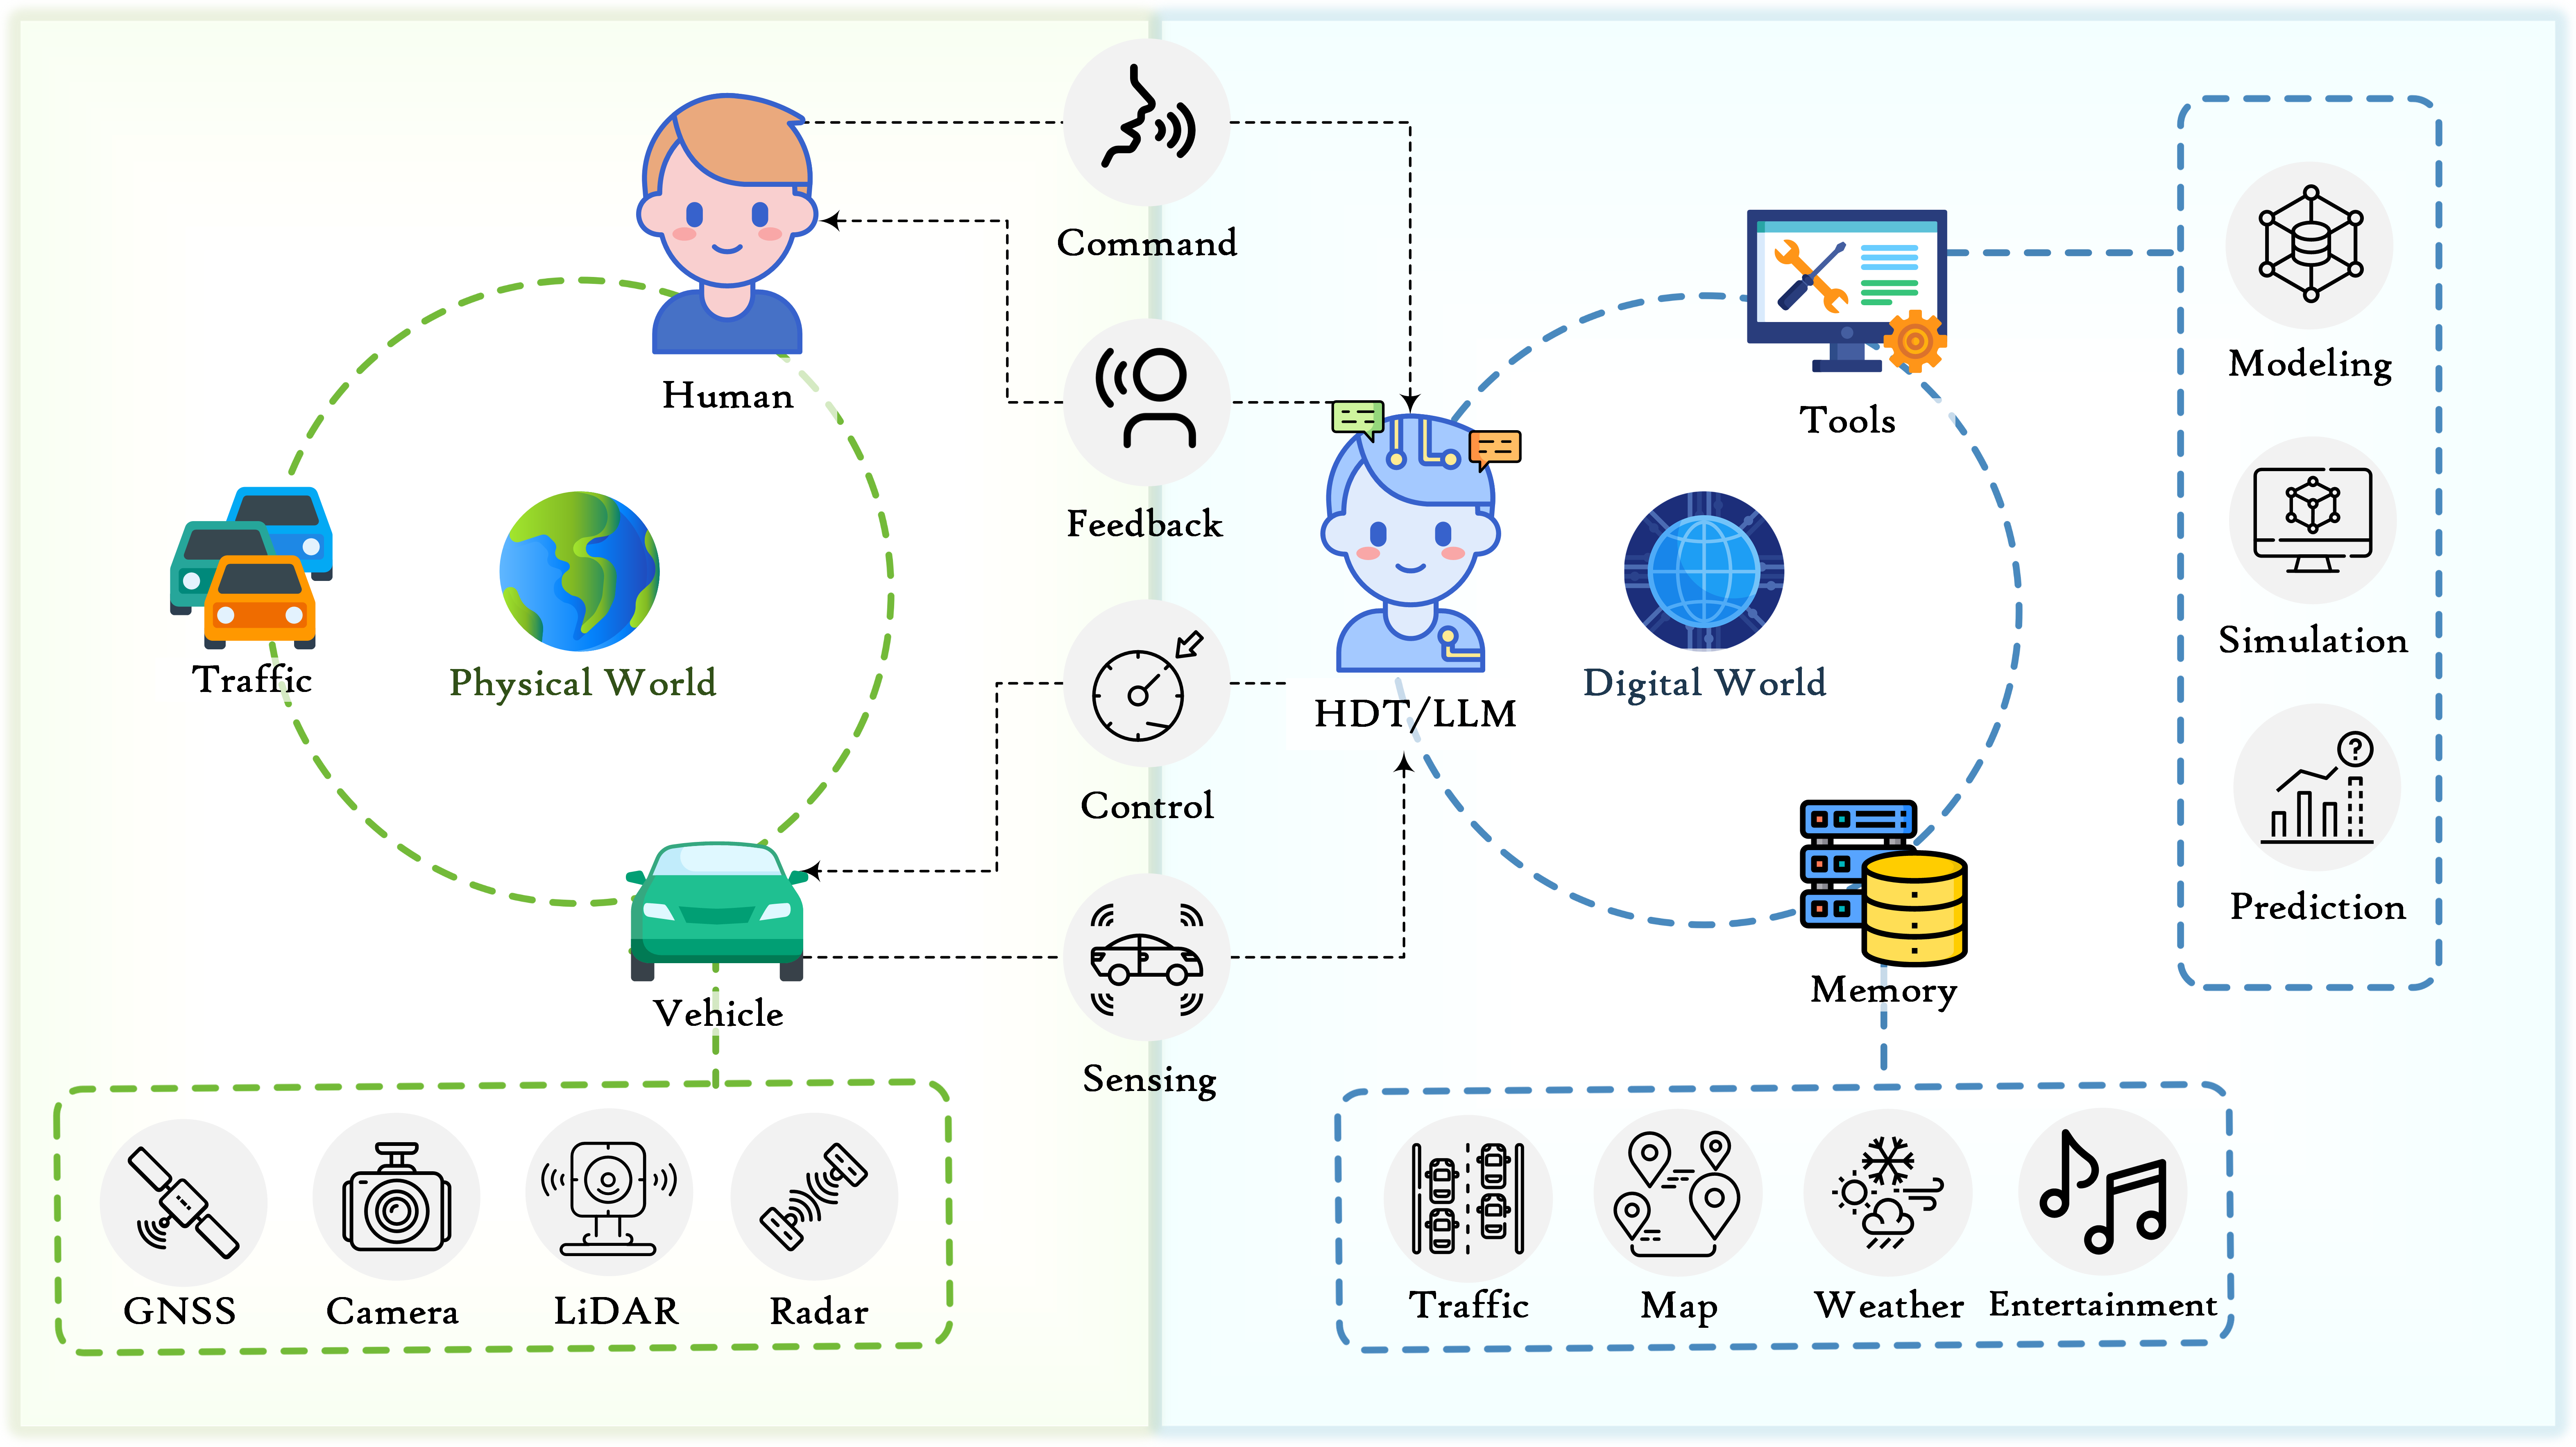 Command
Human
Feedback
Traffic
Physical World
Control
Vehicle
Sensing
GNSS
Camera
LiDAR
Radar
HDT/LLM
Tools
Digital World
Memory
Modeling
Simulation
Prediction
?
Traffic
Map
Weather
Entertainment